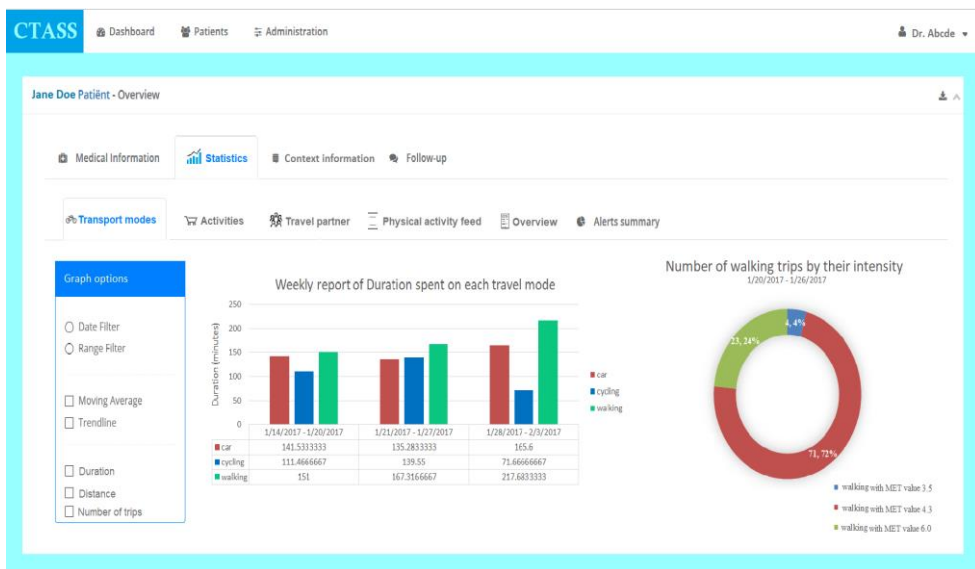 CTASS Dashboard Patients Administration Dr. Abcde
Jane Doe Patiënt - Overview
Medical Information Statistics Context information Follow-up
Transport modes Activities Travel partner Physical activity feed Overview Alerts summary
Graph options
Date Filter
Range Filter
Moving Average
Trendline
Duration
Distance
Number of trips
Weekly report of Duration spent on each travel mode
Duration (minutes)
250
200
150
100
50
0
1/14/2017 - 1/20/2017 1/21/2017 - 1/27/2017 1/28/2017 - 2/3/2017
car 141.5333333 135.2833333 165.6
cycling 111.4666667 139.55 71.66666667
walking 151 167.3166667 217.6833333
car
cycling
walking
Number of walking trips by their intensity
1/20/2017 - 1/26/2017
4, 4%
23, 24%
71, 72%
walking with MET value 3.5
walking with MET value 4.3
walking with MET value 6.0